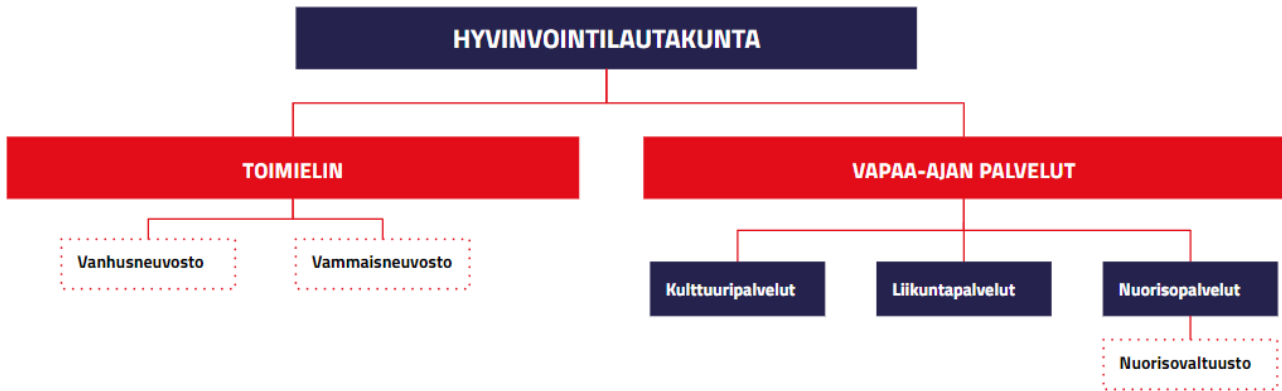 HYVINVOINTILAUTAKUNTA
TOIMIELIN
VAPAA-AJAN PALVELUT
Vanhusneuvosto
Vammaisneuvosto
Kulttuuripalvelut
Liikuntapalvelut
Nuorisopalvelut
Nuorisovaltuusto